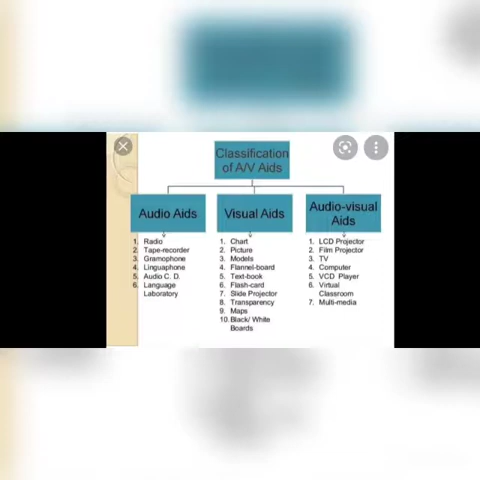 Classification
of A/V Aids
Audio Aids
1. Radio
2. Tape-recorder
3. Gramophone
4. Linguaphone
5. Audio C. D.
6. Language
Laboratory
Visual Aids
1. Chart
2. Picture
3. Models
4. Flannel-board
5. Text-book
6. Flash-card
7. Slide Projector
8. Transparency
9. Maps
10. Black/ White
Boards
Audio-visual
Aids
1. LCD Projector
2. Film Projector
3. TV
4. Computer
5. VCD Player
6. Virtual
Classroom
7. Multi-media